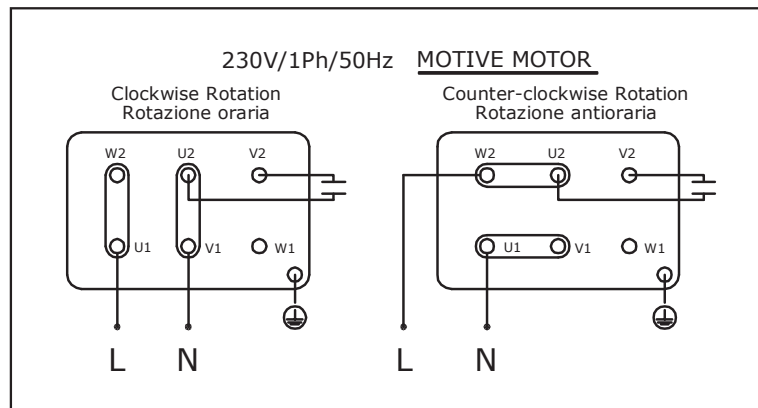 230V/1Ph/50Hz MOTIVE MOTOR
Clockwise Rotation
Rotazione oraria
W2 U2 V2
U1 V1 W1
L N
Counter-clockwise Rotation
Rotazione antioraria
W2 U2 V2
U1 V1 W1
L N